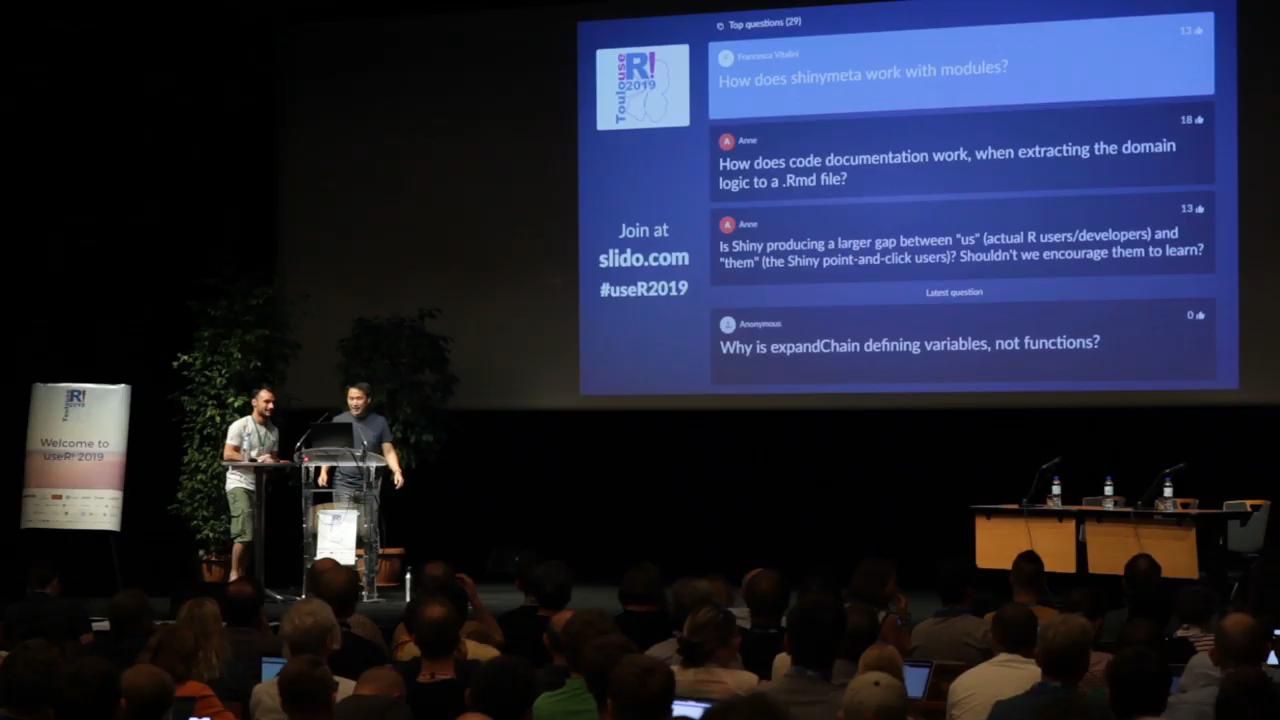 Top questions (29)
Toulouse
R!
2019
Francesca Vitalini
13
How does shinymeta work with modules?
Anne
18
How does code documentation work, when extracting the domain
logic to a .Rmd file?
Anne
13
Is Shiny producing a larger gap between "us" (actual R users/developers) and
"them" (the Shiny point-and-click users)? Shouldn't we encourage them to learn?
Join at
slido.com
#useR2019
Latest question
Anonymous
0
Why is expandChain defining variables, not functions?
R!
Welcome to
useR! 2019